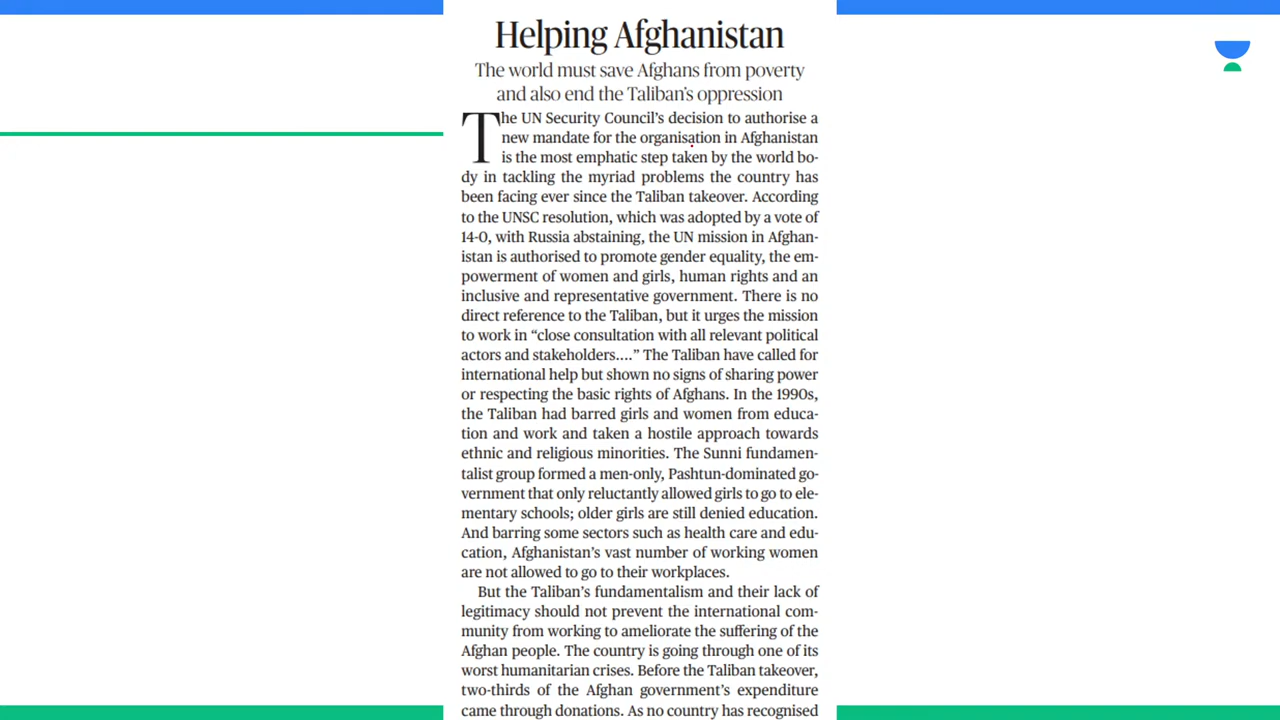 Helping Afghanistan
The world must save Afghans from poverty
and also end the Taliban's oppression
The UN Security Council's decision to authorise a
new mandate for the organisation in Afghanistan
is the most emphatic step taken by the world bo-
dy in tackling the myriad problems the country has
been facing ever since the Taliban takeover. According
to the UNSC resolution, which was adopted by a vote of
14-0, with Russia abstaining, the UN mission in Afghan-
istan is authorised to promote gender equality, the em-
powerment of women and girls, human rights and an
inclusive and representative government. There is no
direct reference to the Taliban, but it urges the mission
to work in “close consultation with all relevant political
actors and stakeholders....” The Taliban have called for
international help but shown no signs of sharing power
or respecting the basic rights of Afghans. In the 1990s,
the Taliban had barred girls and women from educa-
tion and work and taken a hostile approach towards
ethnic and religious minorities. The Sunni fundamen-
talist group formed a men-only, Pashtun-dominated go-
vernment that only reluctantly allowed girls to go to ele-
mentary schools; older girls are still denied education.
And barring some sectors such as health care and edu-
cation, Afghanistan's vast number of working women
are not allowed to go to their workplaces.
But the Taliban's fundamentalism and their lack of
legitimacy should not prevent the international com-
munity from working to ameliorate the suffering of the
Afghan people. The country is going through one of its
worst humanitarian crises. Before the Taliban takeover,
two-thirds of the Afghan government's expenditure
came through donations. As no country has recognised